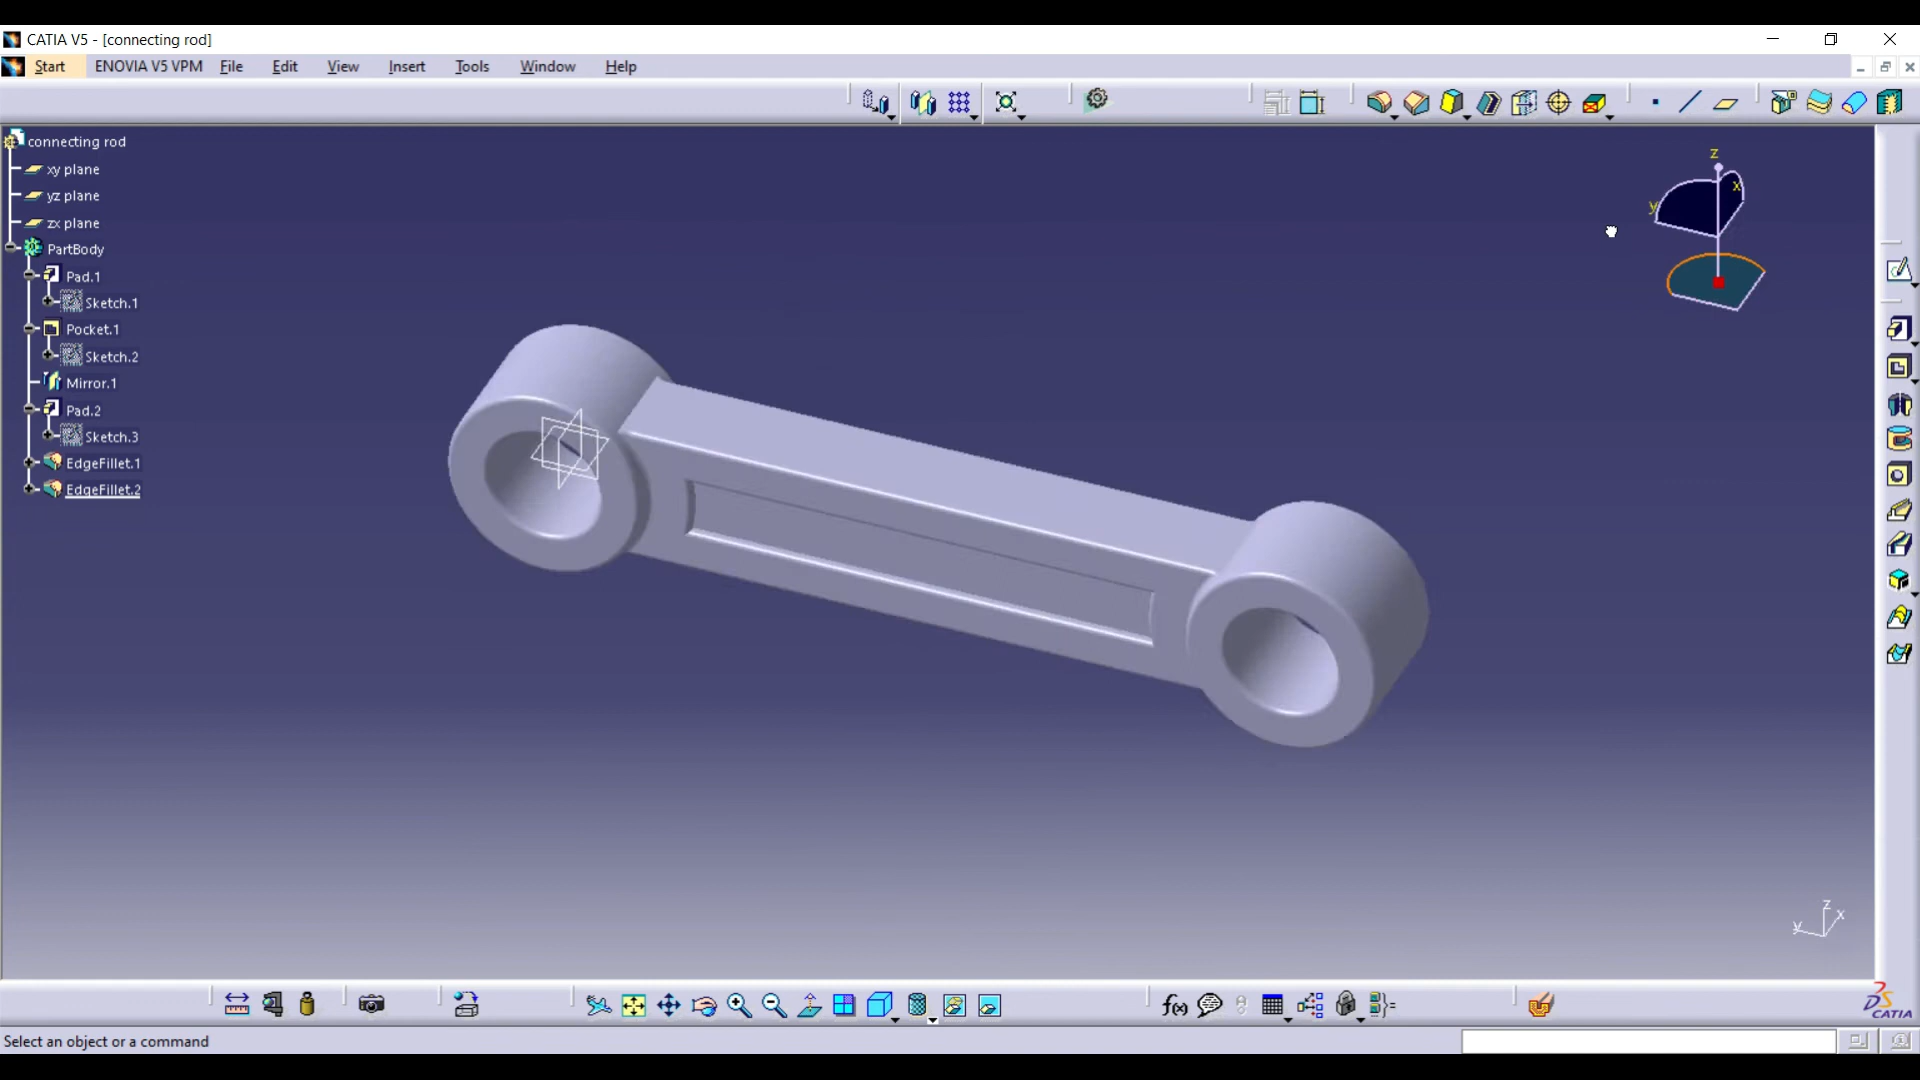 CATIA V5 - [connecting rod]
Start ENOVIA V5 VPM File Edit View Insert Tools Window Help
connecting rod
xy plane
yz plane
zx plane
PartBody
Pad.1
Sketch.1
Pocket.1
Sketch.2
Mirror.1
Pad.2
Sketch.3
EdgeFillet.1
EdgeFillet.2
z
x
y
z
x
y
f(x)
CATIA
Select an object or a command